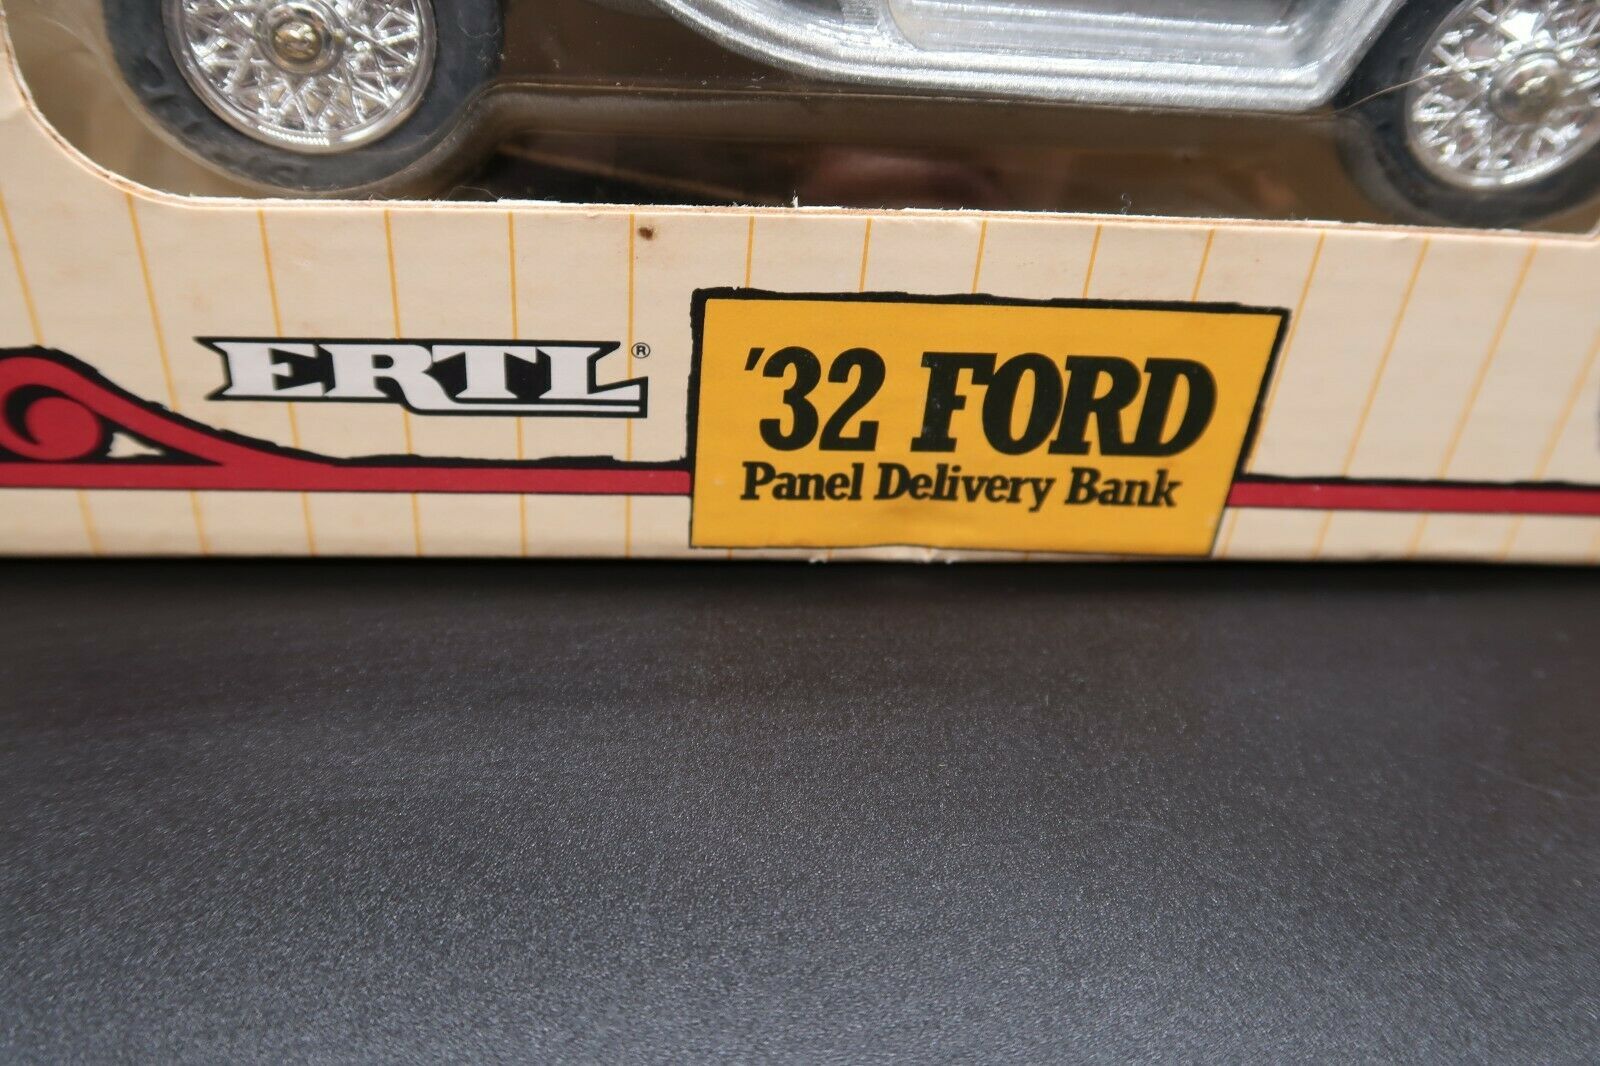 ERTL®
'32 FORD
Panel Delivery Bank